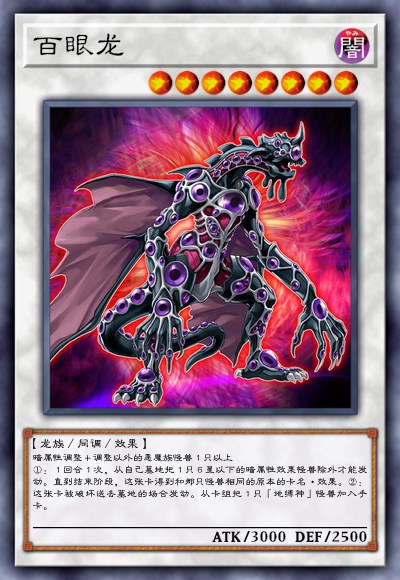 百眼龙
やみ
闇
【龙族／同调／效果】
暗属性调整＋调整以外的恶魔族怪兽１只以上
①：１回合１次，从自己墓地把１只６星以下的暗属性效果怪兽除外才能发
动。直到结束阶段，这张卡得到和那只怪兽相同的原本的卡名·效果。②：
这张卡被破坏送去墓地的场合发动。从卡组把１只「地缚神」怪兽加入手
卡。
ATK/3000 DEF/2500